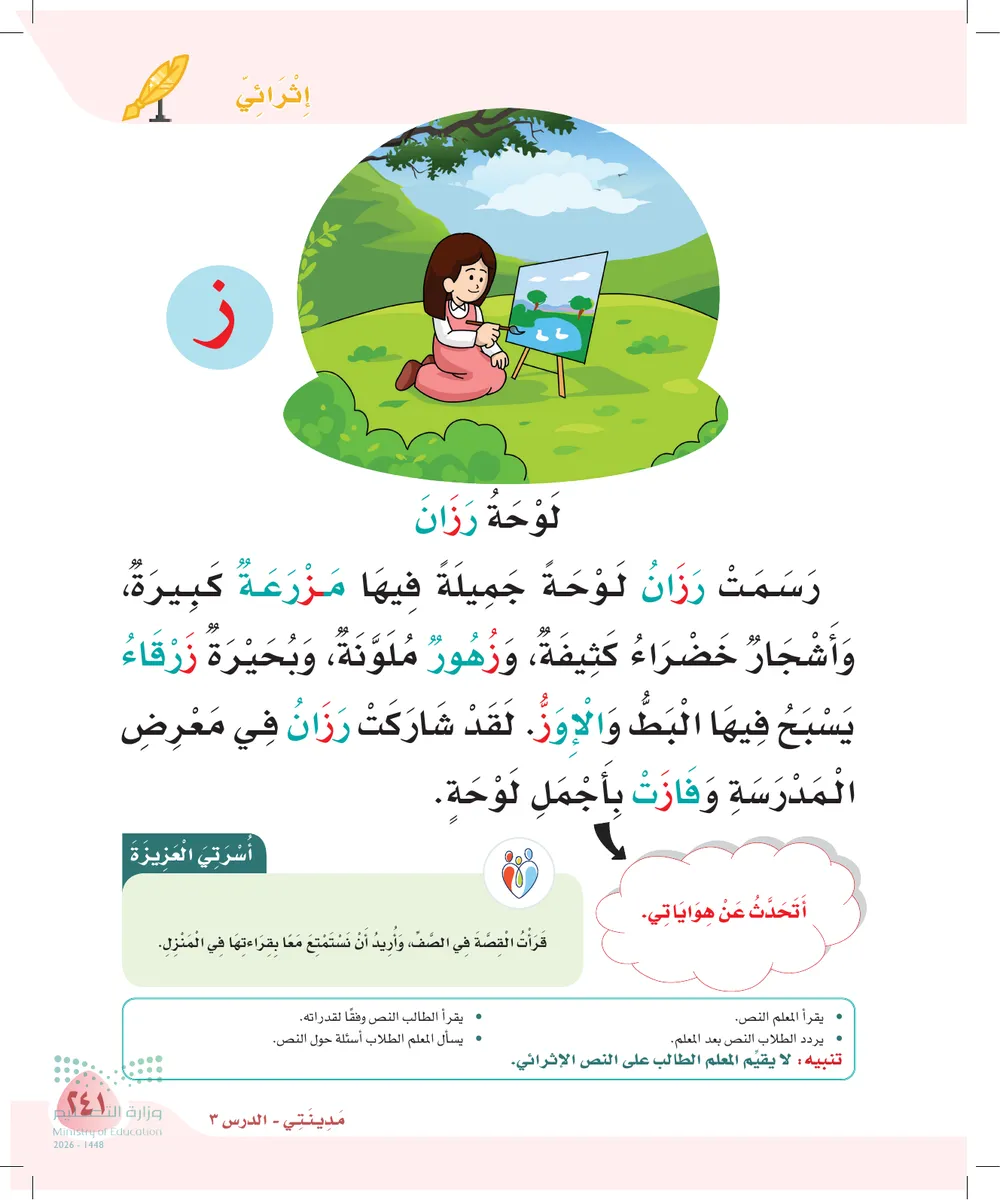 إِثْرَائِيّ
ز
لَوْحَةُ رَزَانَ
رَسَمَتْ رَزَانُ لَوْحَةً جَمِيلَةً فِيهَا مَزْرَعَةٌ كَبِيرَةٌ،
وَأَشْجَارٌ خَضْرَاءُ كَثِيفَةٌ، وَزُهُورٌ مُلَوَّنَةٌ، وَبُحَيْرَةٌ زَرْقَاءُ
يَسْبَحُ فِيهَا الْبَطُّ وَالْإِوَزُّ. لَقَدْ شَارَكَتْ رَزَانُ فِي مَعْرِضِ
الْمَدْرَسَةِ وَفَازَتْ بِأَجْمَلِ لَوْحَةٍ.
أَتَحَدَّثُ عَنْ هِوَايَاتِي.
أُسْرَتِيَ الْعَزِيزَةَ
قَرَأْتُ الْقِصَّةَ فِي الصَّفِّ، وَأُرِيدُ أَنْ نَسْتَمْتِعَ مَعًا بِقِرَاءتِهَا فِي الْمَنْزِلِ.
• يقرأ المعلم النص.
• يردد الطلاب النص بعد المعلم.
• يقرأ الطالب النص وفقًا لقدراته.
• يسأل المعلم الطلاب أسئلة حول النص.
تنبيه: لا يقيِّم المعلم الطالب على النص الإثرائي.
مَدِينَتِي - الدرس ٣
٢٤١
وزارة التعليم
Ministry of Education
2026 - 1448